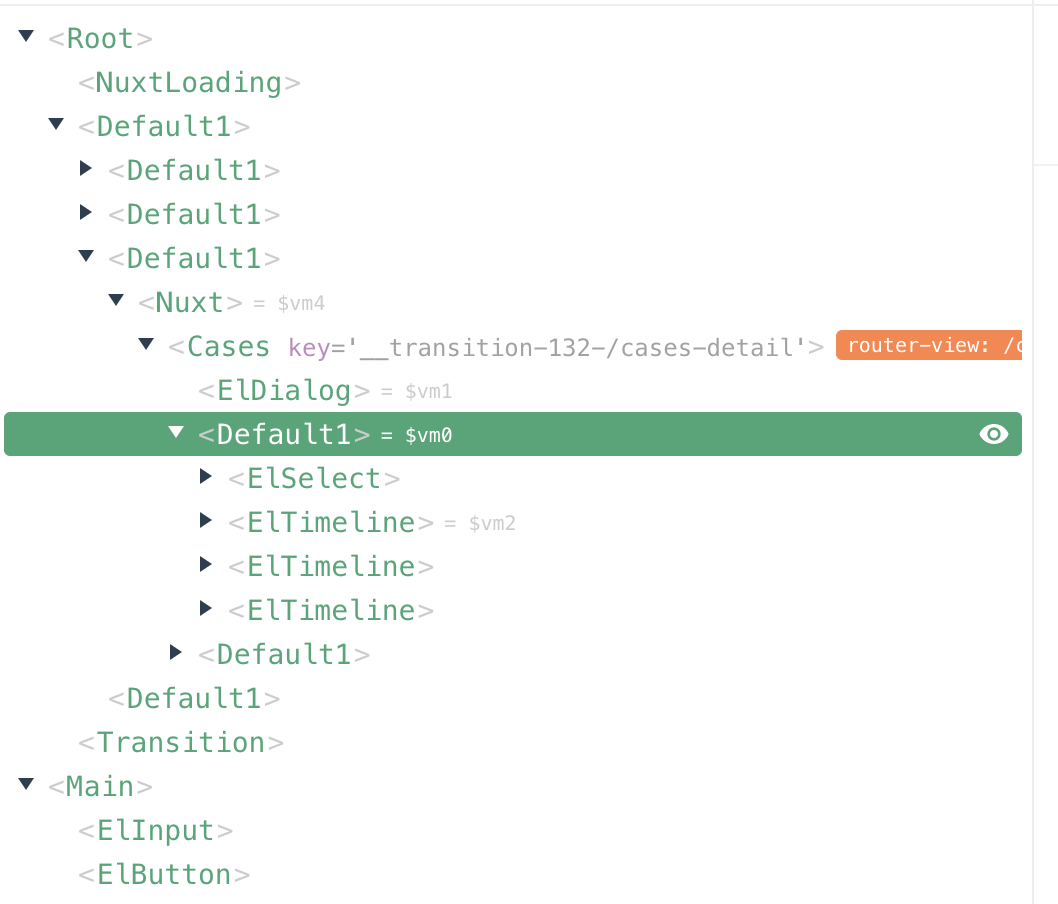 <Root>
<NuxtLoading>
<Default1>
<Default1>
<Default1>
<Default1>
<Nuxt> = $vm4
<Cases key='__transition-132-/cases-detail'> router-view: /c
<ElDialog> = $vm1
<Default1> = $vm0
<ElSelect>
<ElTimeline> = $vm2
<ElTimeline>
<ElTimeline>
<Default1>
<Default1>
<Transition>
<Main>
<ElInput>
<ElButton>